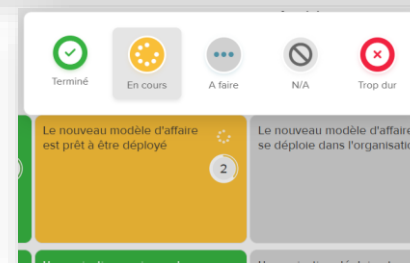 Terminé
En cours
A faire
N/A
Trop dur
Le nouveau modèle d'affaire
est prêt à être déployé
2
Le nouveau modèle d'affaire
se déploie dans l'organisatio